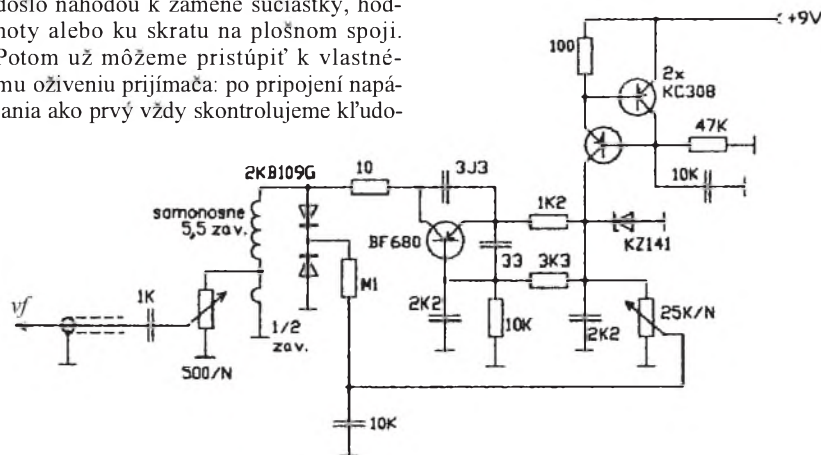 došlo náhodou k zámene súčiastky, hod-
noty alebo ku skratu na plošnom spoji.
Potom už môžeme pristúpiť k vlastné-
mu oživeniu prijímača: po pripojení napá-
jania ako prvý vždy skontrolujeme kľudo-
+9V
100
2x
KC308
47K
10K
2KB109G
10
3J3
samonosne
5,5 zav.
BF680
1K2
KZ141
33
3K3
M1
vf
1K
2K2
10K
2K2
25K/N
1/2
zav.
500/N
10K